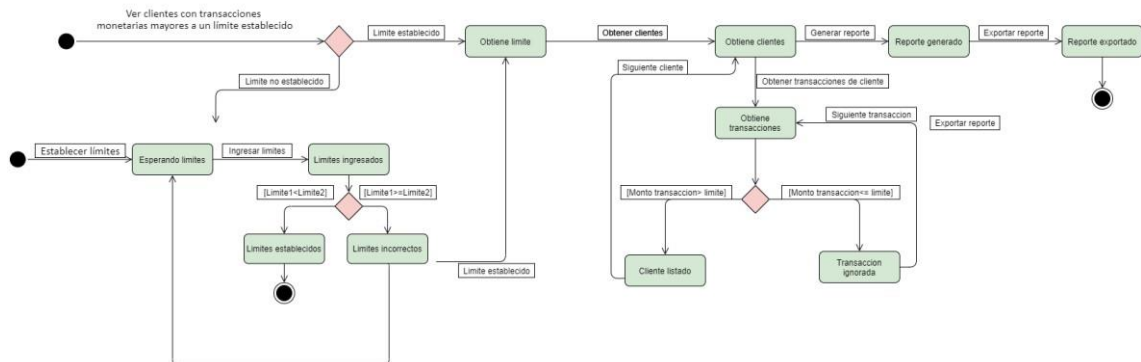 Ver clientes con transacciones
monetarias mayores a un límite establecido
Limite establecido
Obtiene limite
Obtener clientes
Obtiene clientes
Generar reporte
Reporte generado
Exportar reporte
Reporte exportado
Siguiente cliente
Limite no establecido
Obtener transacciones de cliente
Obtiene
transacciones
Siguiente transaccion
Exportar reporte
Establecer límites
Esperando limites
Ingresar limites
Limites ingresados
[Limite1<Limite2]
[Limite1>=Limite2]
[Monto transaccion> limite]
[Monto transaccion<= limite]
Limites establecidos
Limites incorrectos
Limite establecido
Cliente listado
Transaccion
ignorada